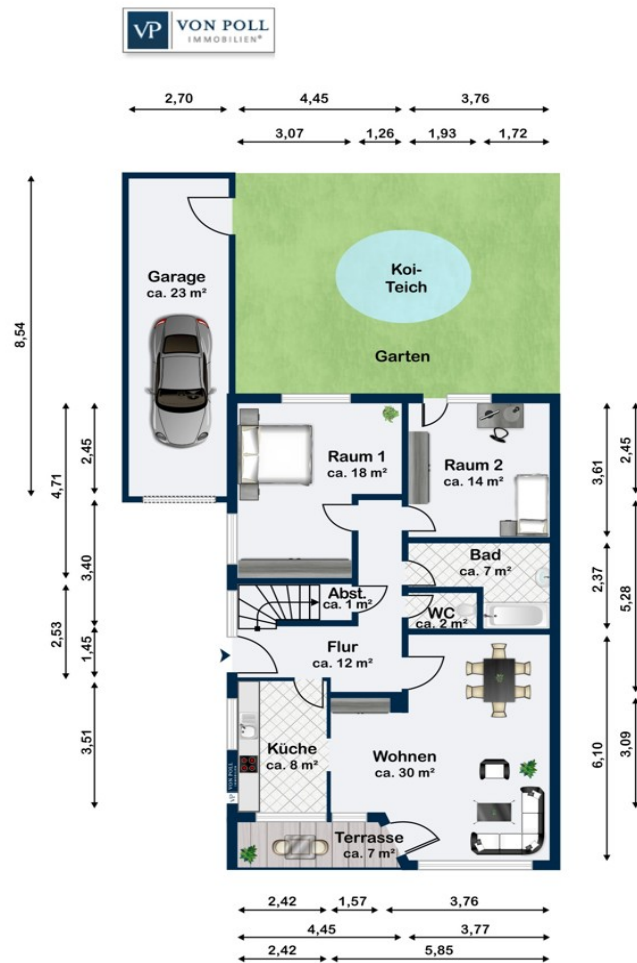 VP VON POLL
IMMOBILIEN®
2,70 4,45 3,76
3,07 1,26 1,93 1,72
8,54
Garage
ca. 23 m²
Koi-
Teich
Garten
4,71
2,45
3,40
2,53
1,45
3,51
Raum 1
ca. 18 m²
Raum 2
ca. 14 m²
Bad
ca. 7 m²
Abst.
ca. 1 m²
WC
ca. 2 m²
Flur
ca. 12 m²
Küche
ca. 8 m²
Wohnen
ca. 30 m²
VP VON POLL
Terrasse
ca. 7 m²
3,61
2,45
2,37
5,28
6,10
3,09
2,42 1,57 3,76
4,45 3,77
2,42 5,85